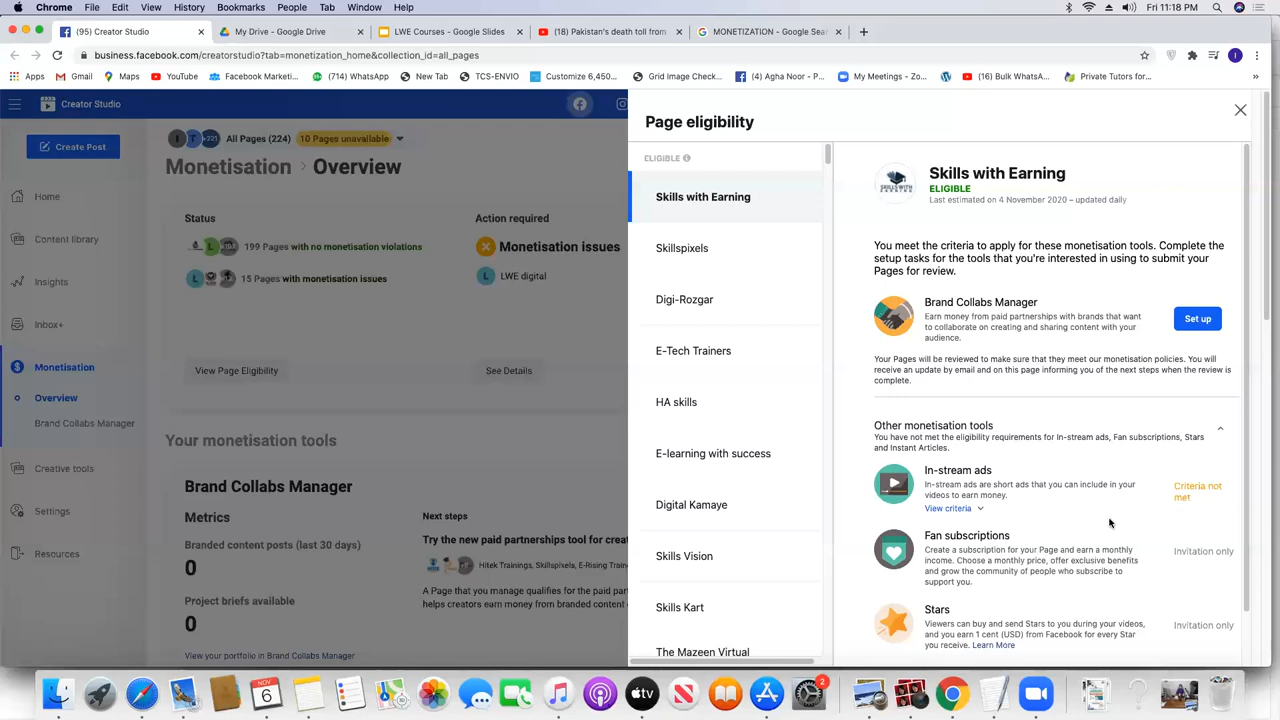 Chrome File Edit View History Bookmarks People Tab Window Help
Fri 11:18 PM
(95) Creator Studio
My Drive - Google Drive
LWE Courses - Google Slides
(18) Pakistan's death toll from
MONETIZATION - Google Sea
business.facebook.com/creatorstudio?tab=monetization_home&collection_id=all_pages
Apps Gmail Maps YouTube Facebook Marketi... (714) WhatsApp New Tab TCS-ENVIO Customize 6,450... Grid Image Check... (4) Agha Noor - P... My Meetings - Zo... (16) Bulk WhatsA... Private Tutors for...
Creator Studio
Create Post
Home
Content library
Insights
Inbox+
Monetisation
Overview
Brand Collabs Manager
Creative tools
Settings
Resources
+221
All Pages (224)
10 Pages unavailable
Monetisation > Overview
Status
199 Pages with no monetisation violations
15 Pages with monetisation issues
View Page Eligibility
Action required
Monetisation issues
LWE digital
See Details
Your monetisation tools
Brand Collabs Manager
Metrics
Branded content posts (last 30 days)
0
Project briefs available
0
View your portfolio in Brand Collabs Manager
Next steps
Try the new paid partnerships tool for crea
Hitek Trainings, Skillspixels, E-Rising Traine
A Page that you manage qualifies for the paid par
helps creators earn money from branded content
Page eligibility
ELIGIBLE
Skills with Earning
Skillspixels
Digi-Rozgar
E-Tech Trainers
HA skills
E-learning with success
Digital Kamaye
Skills Vision
Skills Kart
The Mazeen Virtual
Skills with Earning
ELIGIBLE
Last estimated on 4 November 2020 – updated daily
You meet the criteria to apply for these monetisation tools. Complete the
setup tasks for the tools that you're interested in using to submit your
Pages for review.
Brand Collabs Manager
Earn money from paid partnerships with brands that want
to collaborate on creating and sharing content with your
audience.
Set up
Your Pages will be reviewed to make sure that they meet our monetisation policies. You will
receive an update by email and on this page informing you of the next steps when the review is
complete.
Other monetisation tools
You have not met the eligibility requirements for In-stream ads, Fan subscriptions, Stars
and Instant Articles.
In-stream ads
In-stream ads are short ads that you can include in your
videos to earn money.
View criteria
Criteria not
met
Fan subscriptions
Create a subscription for your Page and earn a monthly
income. Choose a monthly price, offer exclusive benefits
and grow the community of people who subscribe to
support you.
Invitation only
Stars
Viewers can buy and send Stars to you during your videos,
and you earn 1 cent (USD) from Facebook for every Star
you receive. Learn More
Invitation only
NOV
6
tv
2